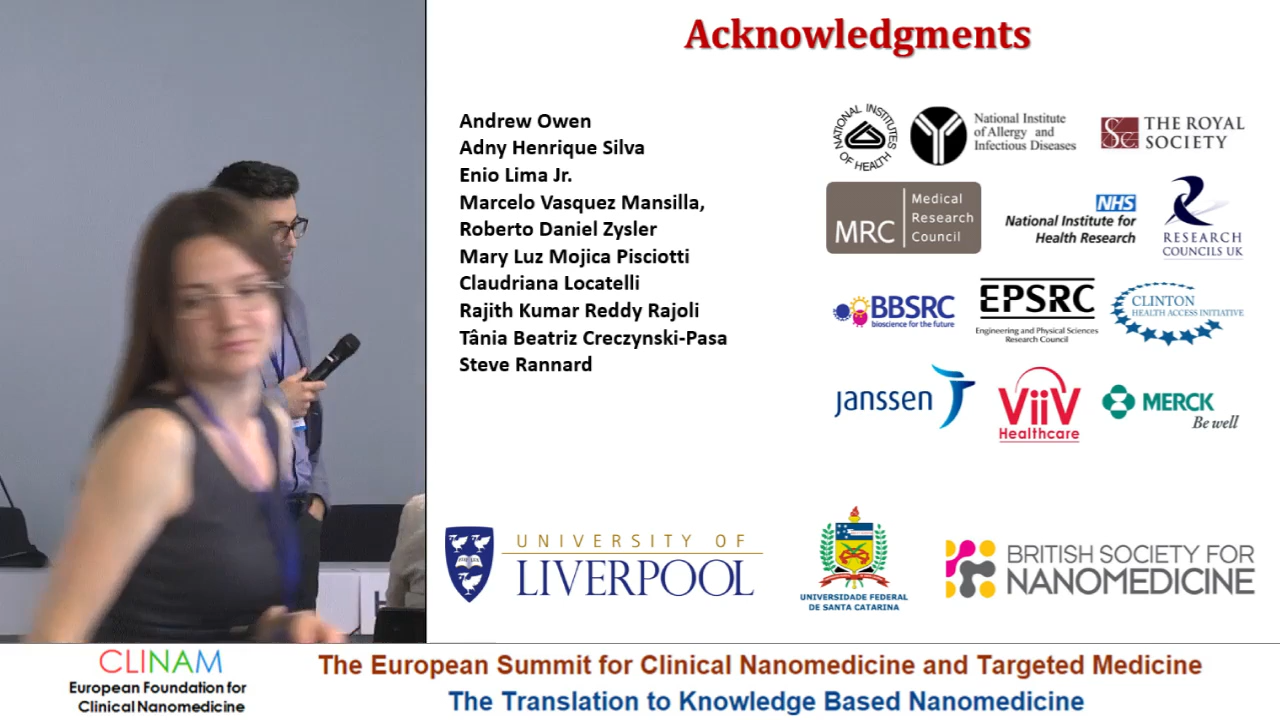 Acknowledgments
Andrew Owen
Adny Henrique Silva
Enio Lima Jr.
Marcelo Vasquez Mansilla,
Roberto Daniel Zysler
Mary Luz Mojica Pisciotti
Claudriana Locatelli
Rajith Kumar Reddy Rajoli
Tânia Beatriz Creczynski-Pasa
Steve Rannard
NATIONAL INSTITUTES OF HEALTH
National Institute
of Allergy and
Infectious Diseases
THE ROYAL
SOCIETY
MRC
Medical
Research
Council
NHS
National Institute for
Health Research
RESEARCH
COUNCILS UK
BBSRC
bioscience for the future
EPSRC
Engineering and Physical Sciences
Research Council
CLINTON
HEALTH ACCESS INITIATIVE
janssen
ViiV
Healthcare
MERCK
Be well
UNIVERSITY OF
LIVERPOOL
UNIVERSIDADE FEDERAL
DE SANTA CATARINA
BRITISH SOCIETY FOR
NANOMEDICINE
CLINAM
European Foundation for
Clinical Nanomedicine
The European Summit for Clinical Nanomedicine and Targeted Medicine
The Translation to Knowledge Based Nanomedicine